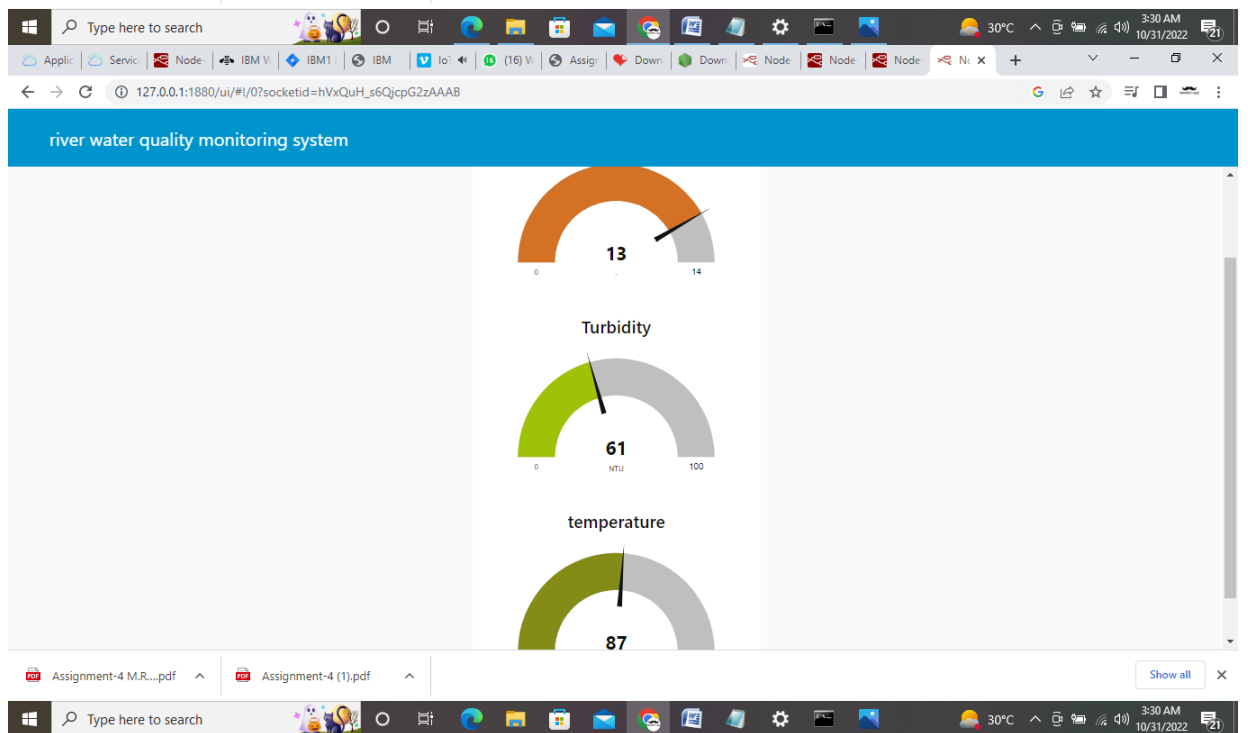 Type here to search
30°C
3:30 AM
10/31/2022
21
Applic
Servic
Node-
IBM W
IBM1
IBM
IoT
(16) W
Assigr
Down
Down
Node-
Node
Node
No
127.0.0.1:1880/ui/#!/0?socketid=hVxQuH_s6QjcpG2zAAAB
river water quality monitoring system
13
0
14
Turbidity
61
0
NTU
100
temperature
87
Assignment-4 M.R....pdf
Assignment-4 (1).pdf
Show all
Type here to search
30°C
3:30 AM
10/31/2022
21